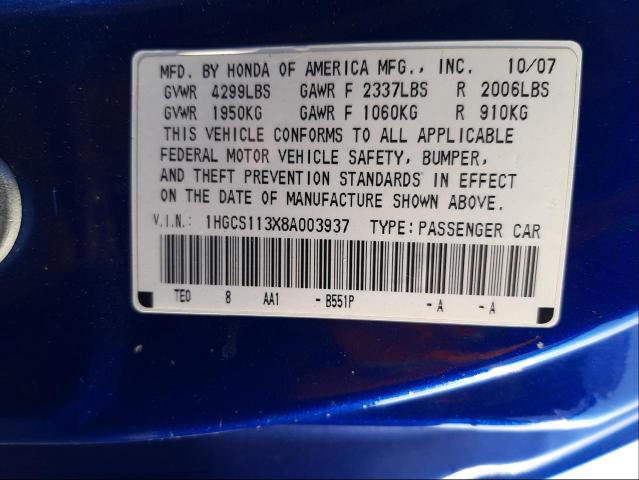 MFD. BY HONDA OF AMERICA MFG., INC. 10/07
GVWR 4299LBS GAWR F 2337LBS R 2006LBS
GVWR 1950KG GAWR F 1060KG R 910KG
THIS VEHICLE CONFORMS TO ALL APPLICABLE
FEDERAL MOTOR VEHICLE SAFETY, BUMPER,
AND THEFT PREVENTION STANDARDS IN EFFECT
ON THE DATE OF MANUFACTURE SHOWN ABOVE.
V.I.N.: 1HGCS113X8A003937 TYPE: PASSENGER CAR
TE0 8 AA1 - B551P - A - A